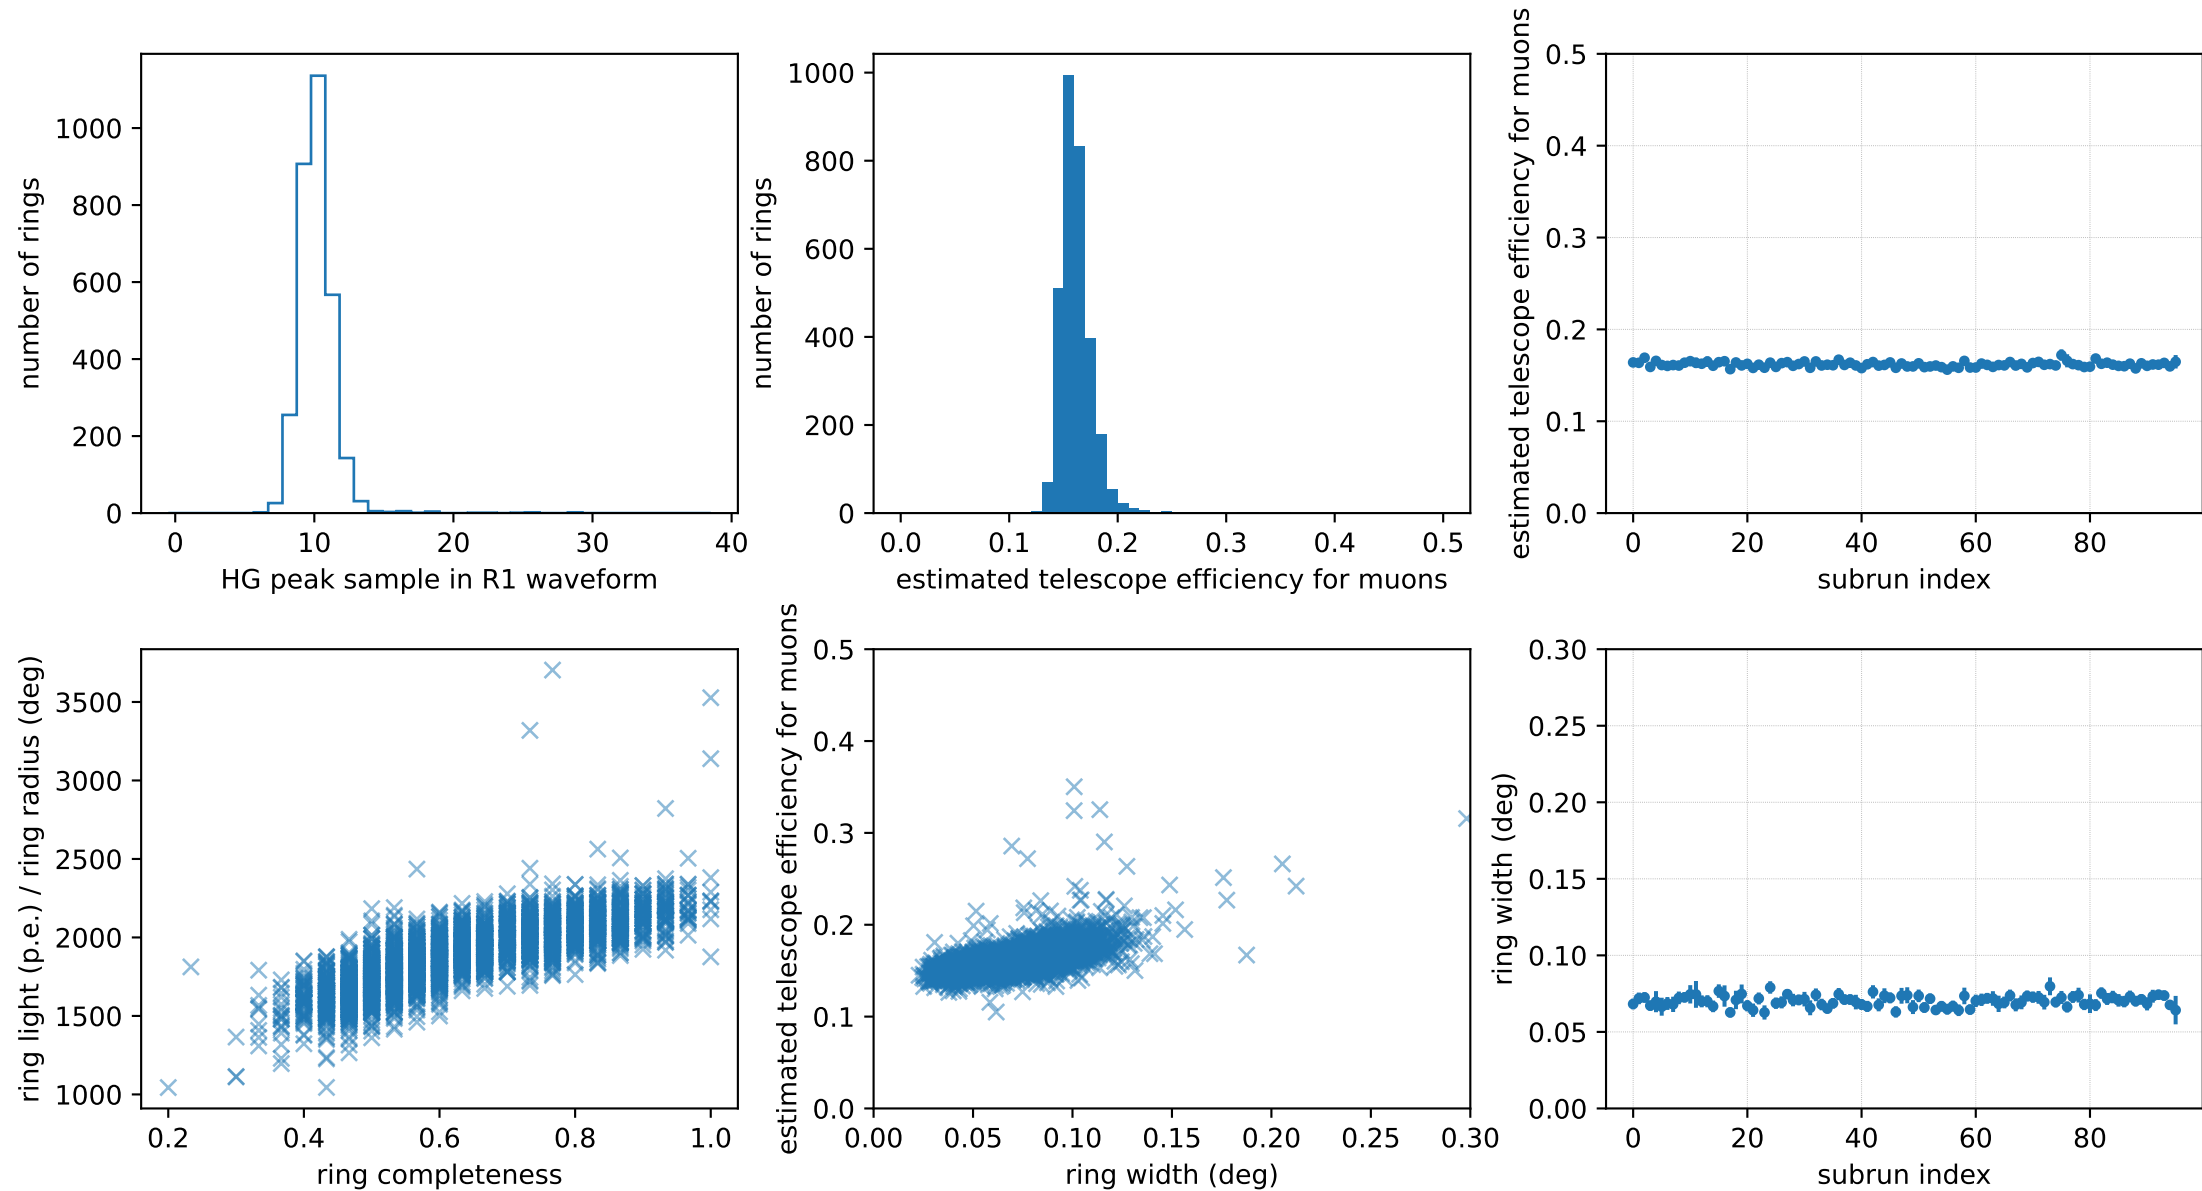 number of rings
1000
800
600
400
200
0
0 10 20 30 40
HG peak sample in R1 waveform
number of rings
1000
800
600
400
200
0
0.0 0.1 0.2 0.3 0.4 0.5
estimated telescope efficiency for muons
estimated telescope efficiency for muons
0.5
0.4
0.3
0.2
0.1
0.0
0 20 40 60 80
subrun index
ring light (p.e.) / ring radius (deg)
3500
3000
2500
2000
1500
1000
0.2 0.4 0.6 0.8 1.0
ring completeness
estimated telescope efficiency for muons
0.5
0.4
0.3
0.2
0.1
0.0
0.00 0.05 0.10 0.15 0.20 0.25 0.30
ring width (deg)
ring width (deg)
0.30
0.25
0.20
0.15
0.10
0.05
0.00
0 20 40 60 80
subrun index